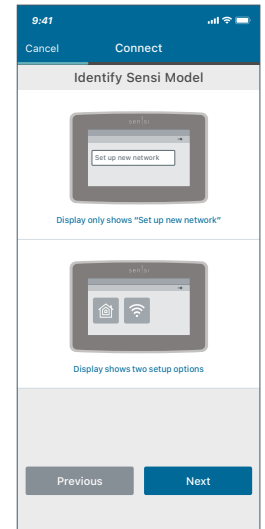 9:41
Cancel Connect
Identify Sensi Model
sensi
Set up new network
Display only shows “Set up new network”
sensi
Display shows two setup options
Previous Next